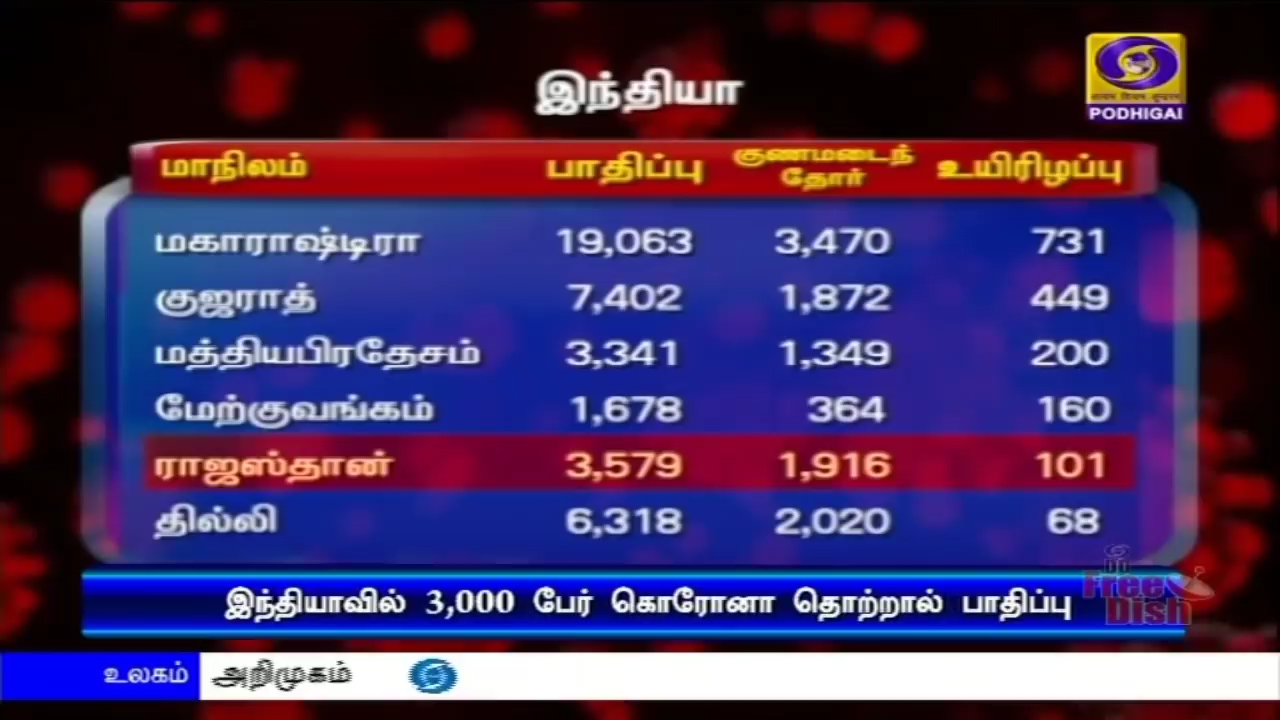 இந்தியா
PODHIGAI
மாநிலம் பாதிப்பு குணமடைந் தோர் உயிரிழப்பு
மகாராஷ்டிரா 19,063 3,470 731
குஜராத் 7,402 1,872 449
மத்தியபிரதேசம் 3,341 1,349 200
மேற்குவங்கம் 1,678 364 160
ராஜஸ்தான் 3,579 1,916 101
தில்லி 6,318 2,020 68
இந்தியாவில் 3,000 பேர் கொரோனா தொற்றால் பாதிப்பு
Free Dish
உலகம் அறிமுகம்